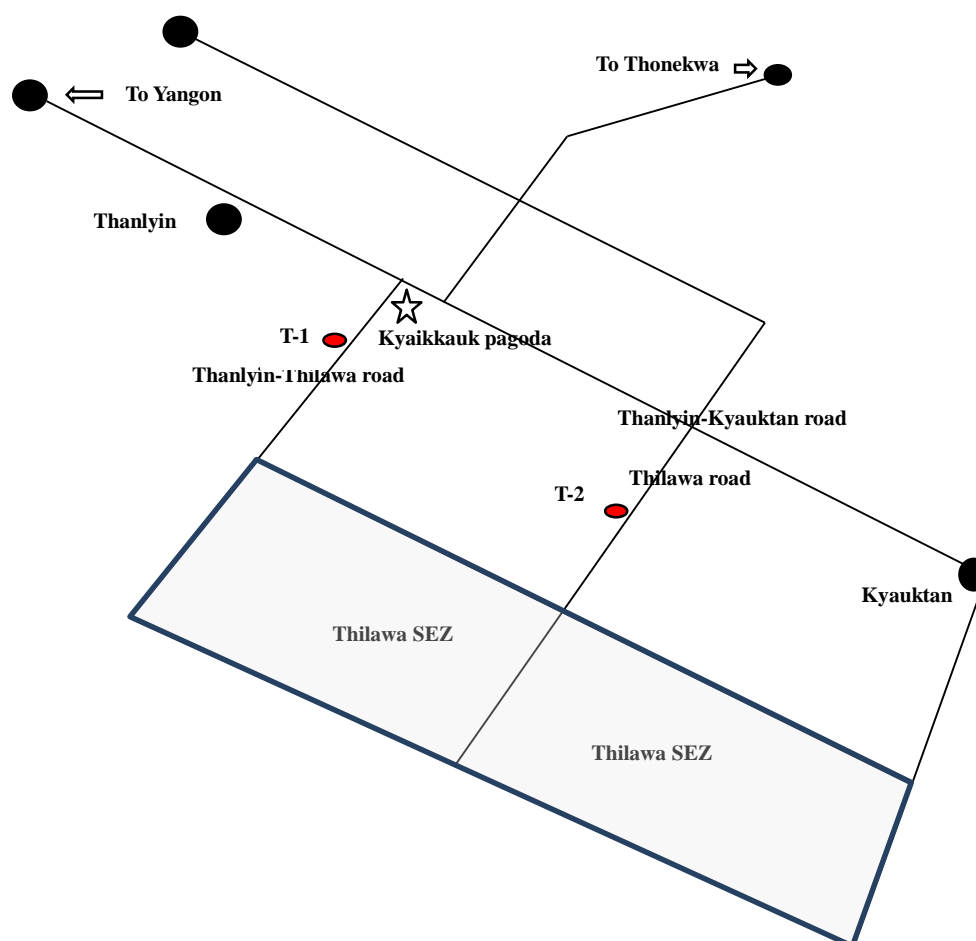 To Thonekwa
To Yangon
Thanlyin
T-1
Kyaikkauk pagoda
Thanlyin-Thilawa road
Thanlyin-Kyauktan road
Thilawa road
T-2
Kyauktan
Thilawa SEZ
Thilawa SEZ